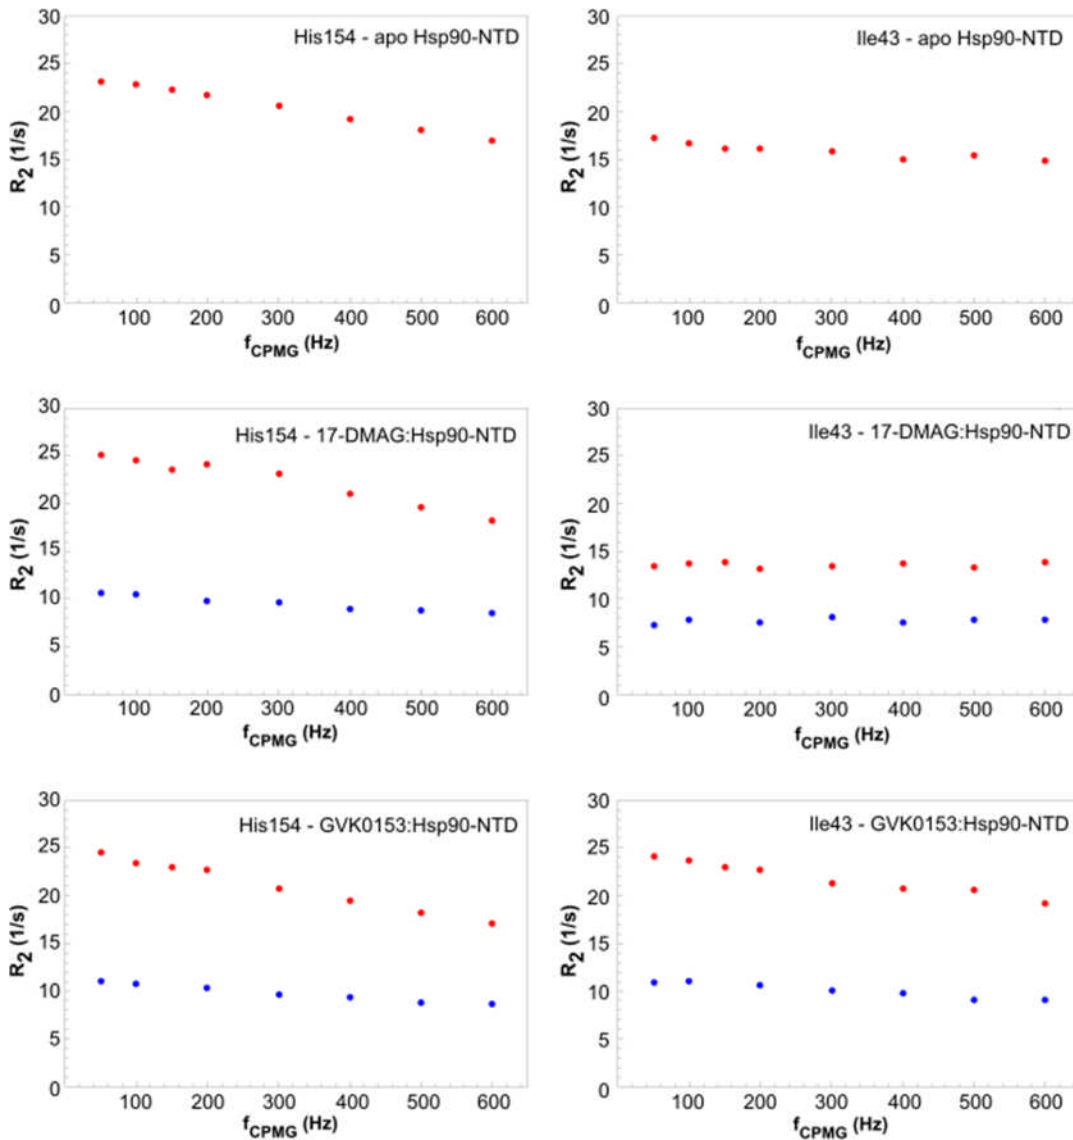 His154 - apo Hsp90-NTD
30
25
20
15
10
5
0
R2 (1/s)
100 200 300 400 500 600
fCPMG (Hz)
Ile43 - apo Hsp90-NTD
30
25
20
15
10
5
0
R2 (1/s)
100 200 300 400 500 600
fCPMG (Hz)
His154 - 17-DMAG:Hsp90-NTD
30
25
20
15
10
5
0
R2 (1/s)
100 200 300 400 500 600
fCPMG (Hz)
Ile43 - 17-DMAG:Hsp90-NTD
30
25
20
15
10
5
0
R2 (1/s)
100 200 300 400 500 600
fCPMG (Hz)
His154 - GVK0153:Hsp90-NTD
30
25
20
15
10
5
0
R2 (1/s)
100 200 300 400 500 600
fCPMG (Hz)
Ile43 - GVK0153:Hsp90-NTD
30
25
20
15
10
5
0
R2 (1/s)
100 200 300 400 500 600
fCPMG (Hz)